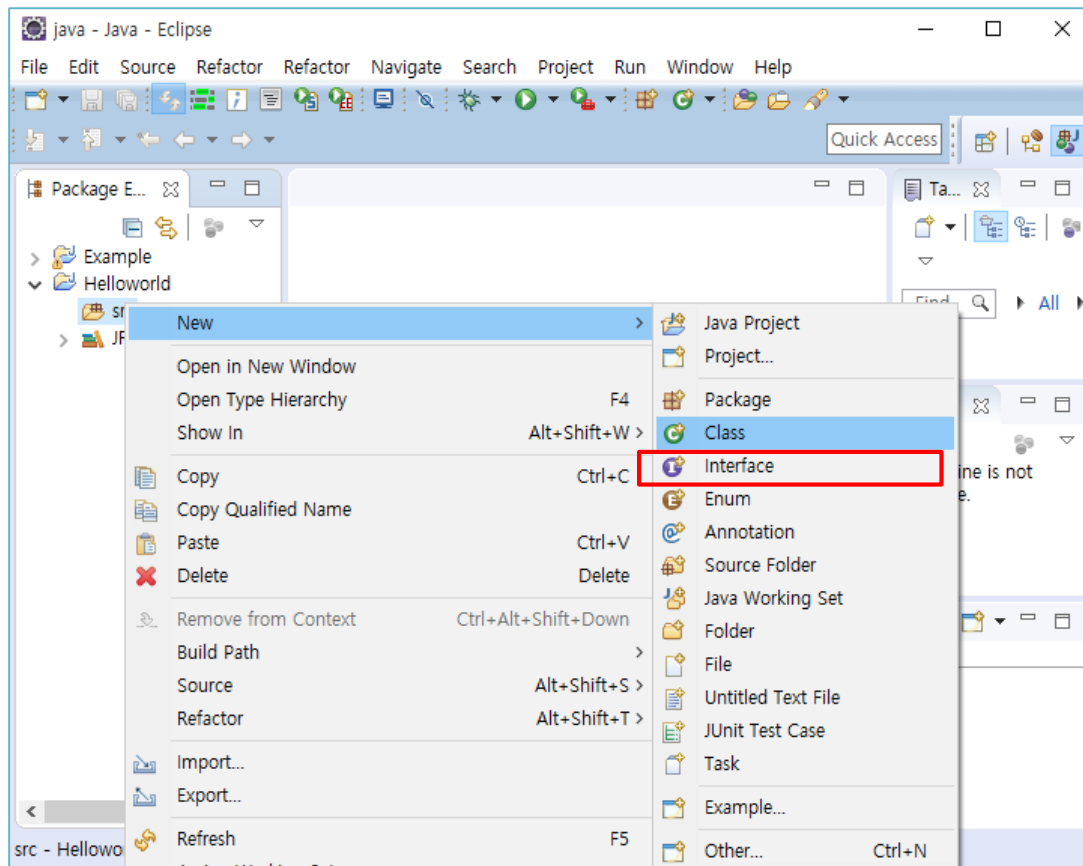 java - Java - Eclipse
File Edit Source Refactor Refactor Navigate Search Project Run Window Help
Quick Access
Package E...
Ta...
Example
Helloworld
Find
All
New
Open in New Window
Open Type Hierarchy F4
Show In Alt+Shift+W
Copy Ctrl+C
Copy Qualified Name
Paste Ctrl+V
Delete Delete
Remove from Context Ctrl+Alt+Shift+Down
Build Path
Source Alt+Shift+S
Refactor Alt+Shift+T
Import...
Export...
Refresh F5
Java Project
Project...
Package
Class
Interface
Enum
Annotation
Source Folder
Java Working Set
Folder
File
Untitled Text File
JUnit Test Case
Task
Example...
Other... Ctrl+N
ine is not
e.
src - Hellowo